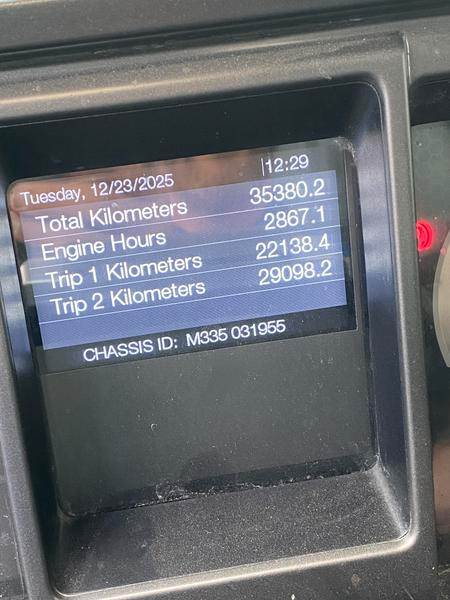 Tuesday, 12/23/2025 12:29
Total Kilometers 35380.2
Engine Hours 2867.1
Trip 1 Kilometers 22138.4
Trip 2 Kilometers 29098.2
CHASSIS ID: M335 031955